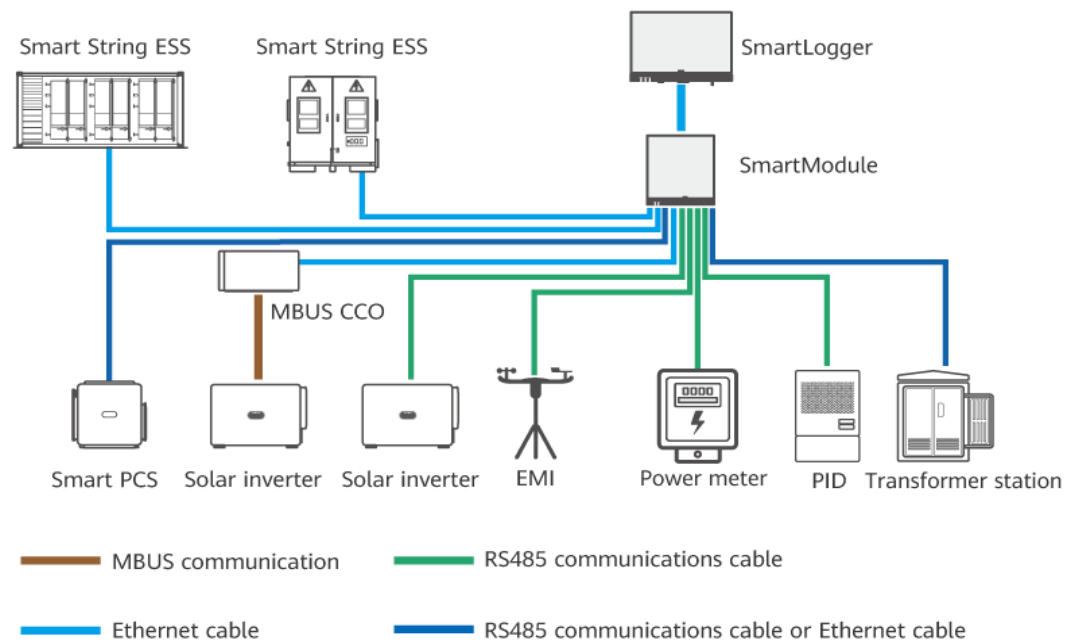 Smart String ESS
Smart String ESS
SmartLogger
SmartModule
MBUS CCO
Smart PCS
Solar inverter
Solar inverter
EMI
Power meter
PID
Transformer station
MBUS communication
RS485 communications cable
Ethernet cable
RS485 communications cable or Ethernet cable